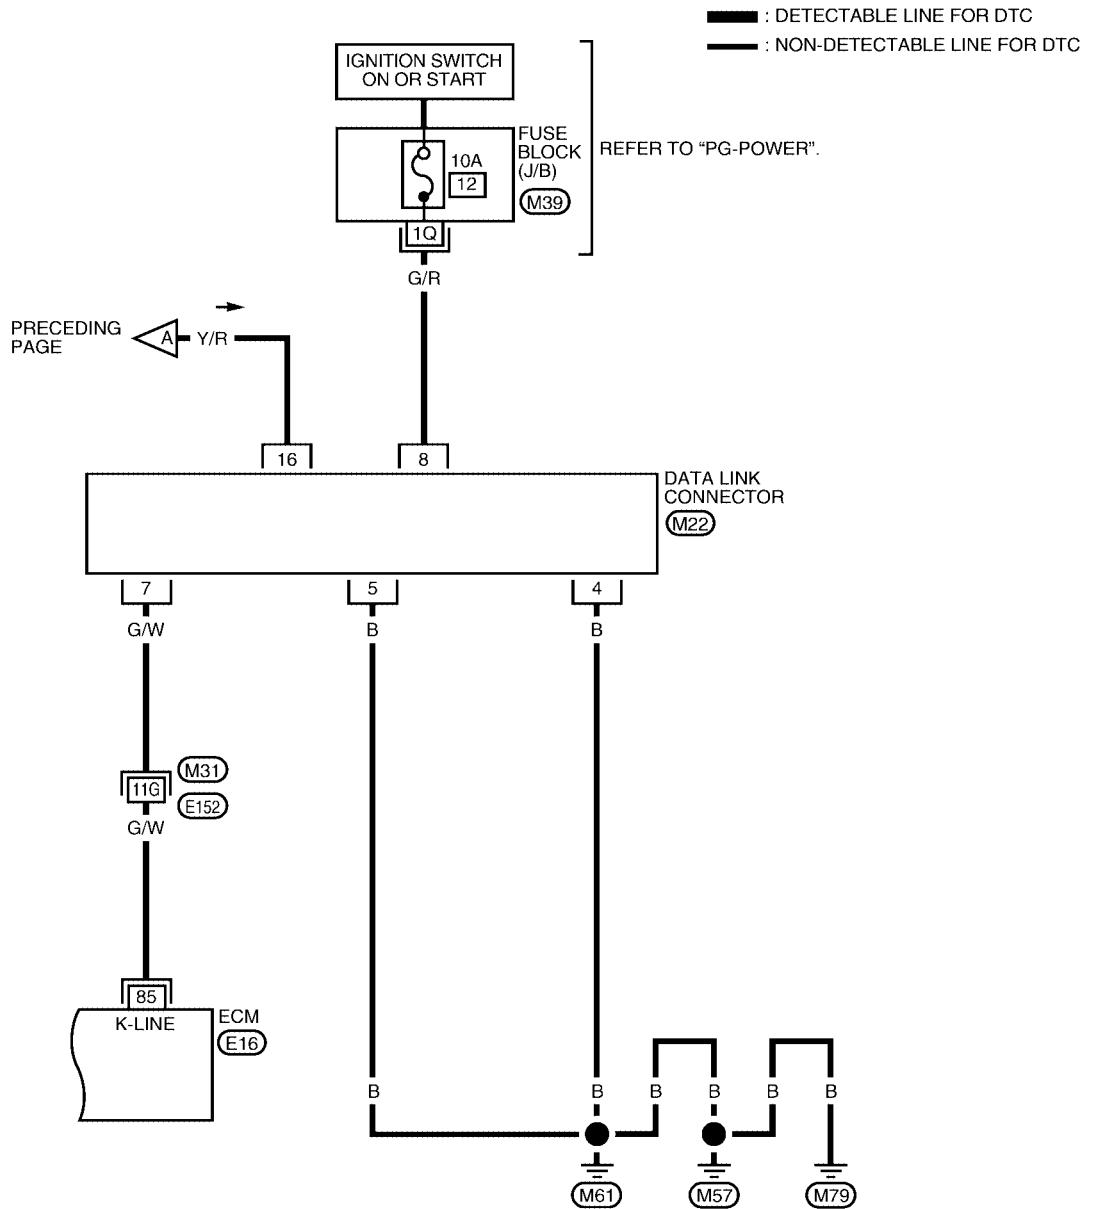 : DETECTABLE LINE FOR DTC
: NON-DETECTABLE LINE FOR DTC
IGNITION SWITCH
ON OR START
FUSE
BLOCK
(J/B)
M39
10A
12
REFER TO “PG-POWER”.
1Q
G/R
PRECEDING
PAGE
A
Y/R
16
8
DATA LINK
CONNECTOR
M22
7
5
4
G/W
B
B
M31
11G
E152
G/W
85
K-LINE
ECM
E16
B
B
B
B
B
B
M61
M57
M79